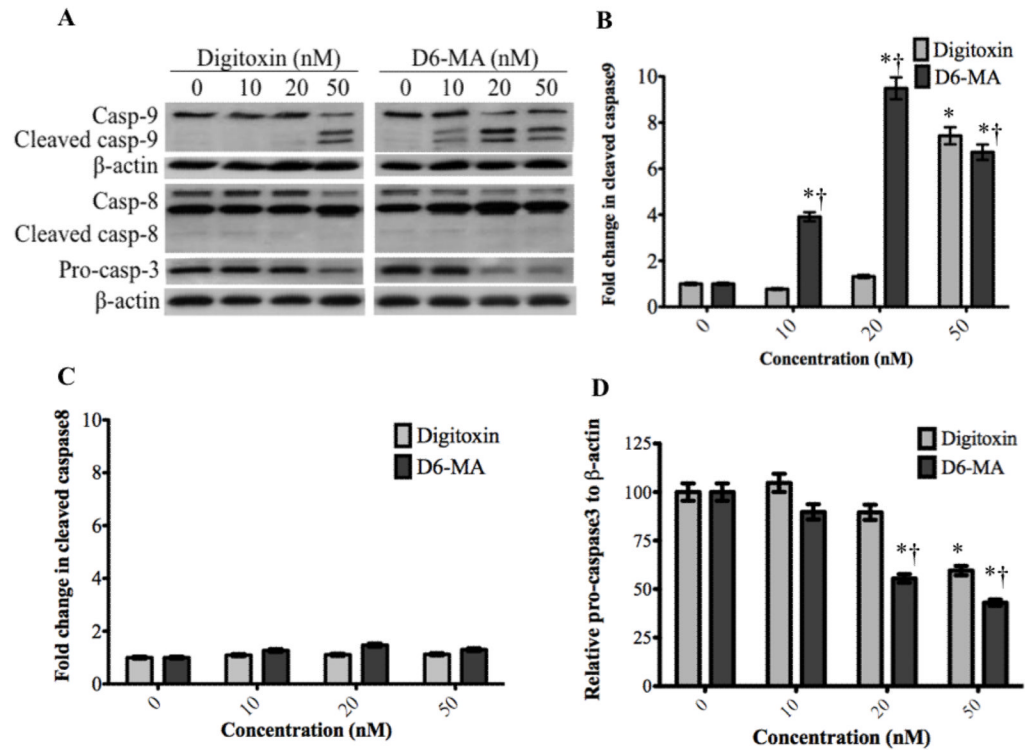 A
Digitoxin (nM) D6-MA (nM)
0 10 20 50 0 10 20 50
Casp-9
Cleaved casp-9
β-actin
Casp-8
Cleaved casp-8
Pro-casp-3
β-actin
B
Digitoxin
D6-MA
Fold change in cleaved caspase9
10
8
6
4
2
0
*†
*†
*
*†
0 10 20 50
Concentration (nM)
C
Digitoxin
D6-MA
Fold change in cleaved caspase8
10
8
6
4
2
0
0 10 20 50
Concentration (nM)
D
Digitoxin
D6-MA
Relative pro-caspase3 to β-actin
125
100
75
50
25
0
*†
*
*†
0 10 20 50
Concentration (nM)